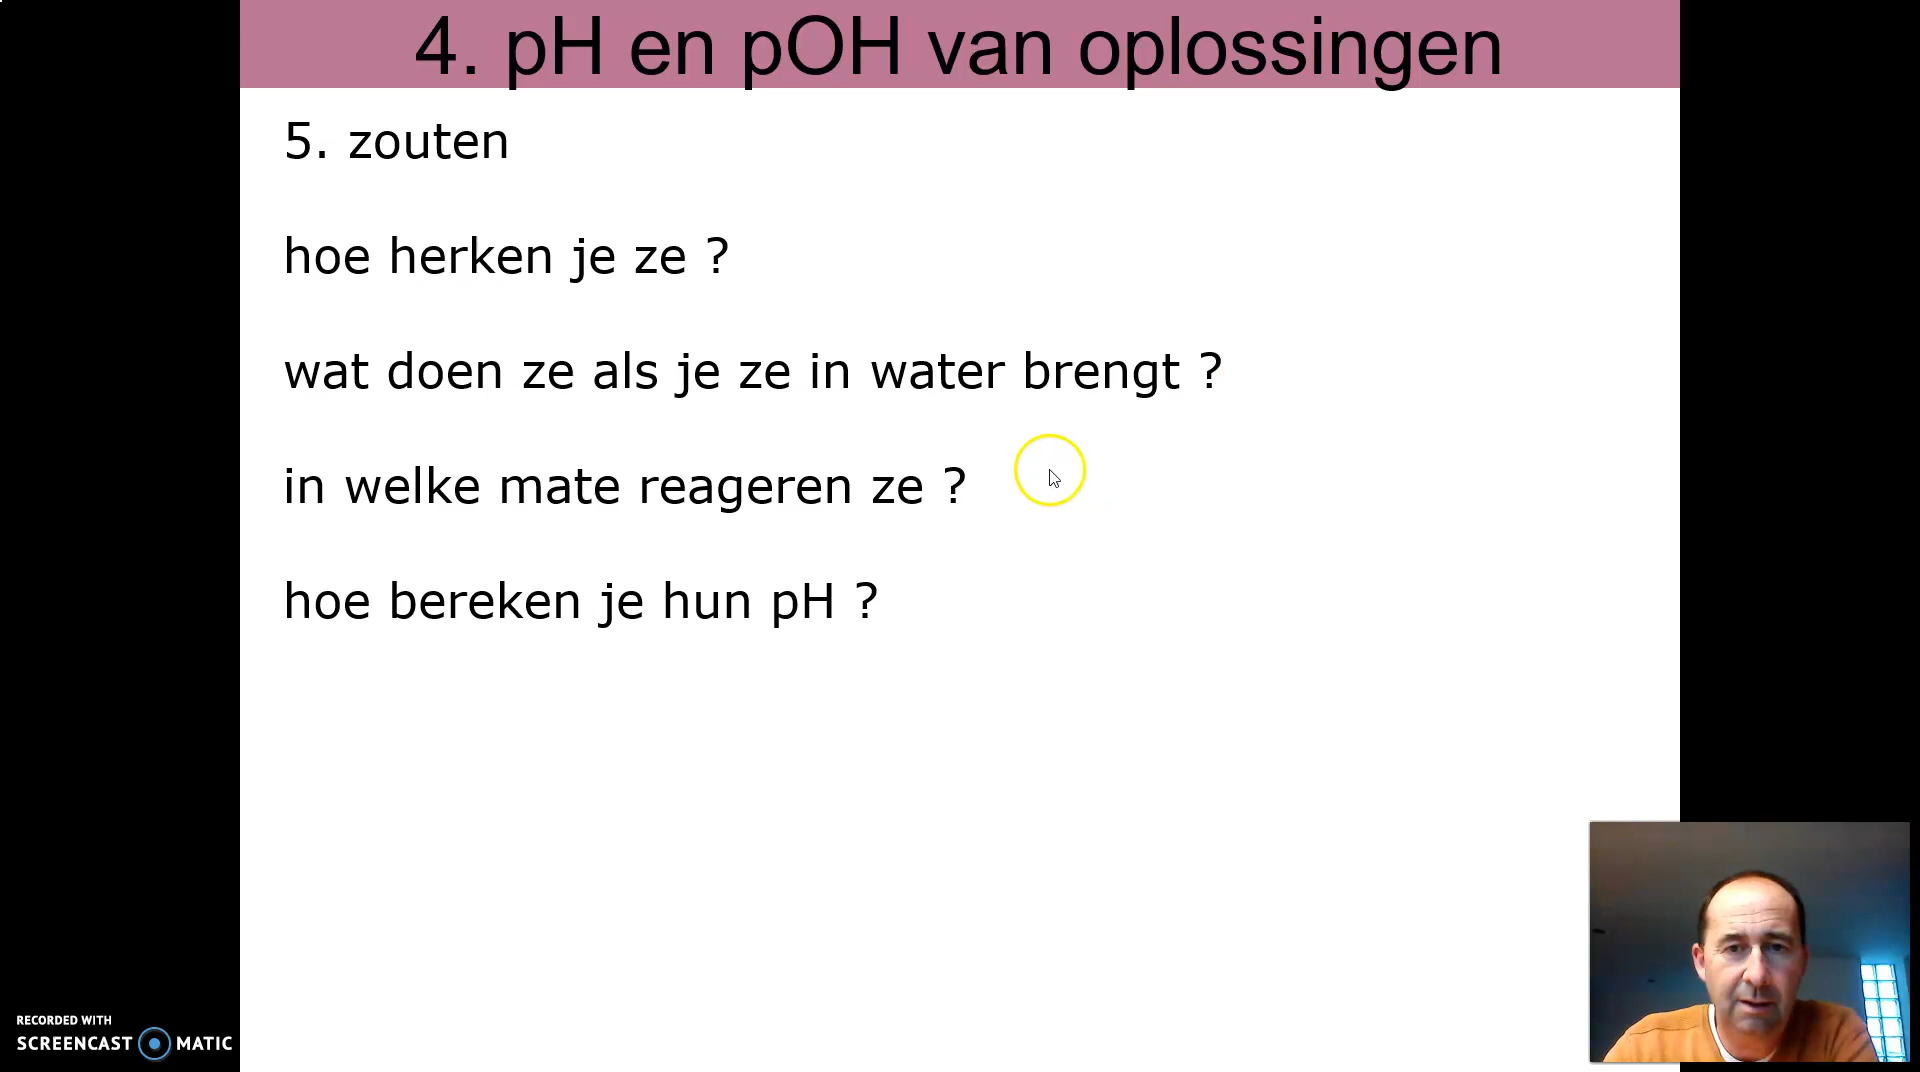 4. pH en pOH van oplossingen
5. zouten
hoe herken je ze ?
wat doen ze als je ze in water brengt ?
in welke mate reageren ze ?
hoe bereken je hun pH ?
RECORDED WITH
SCREENCAST MATIC